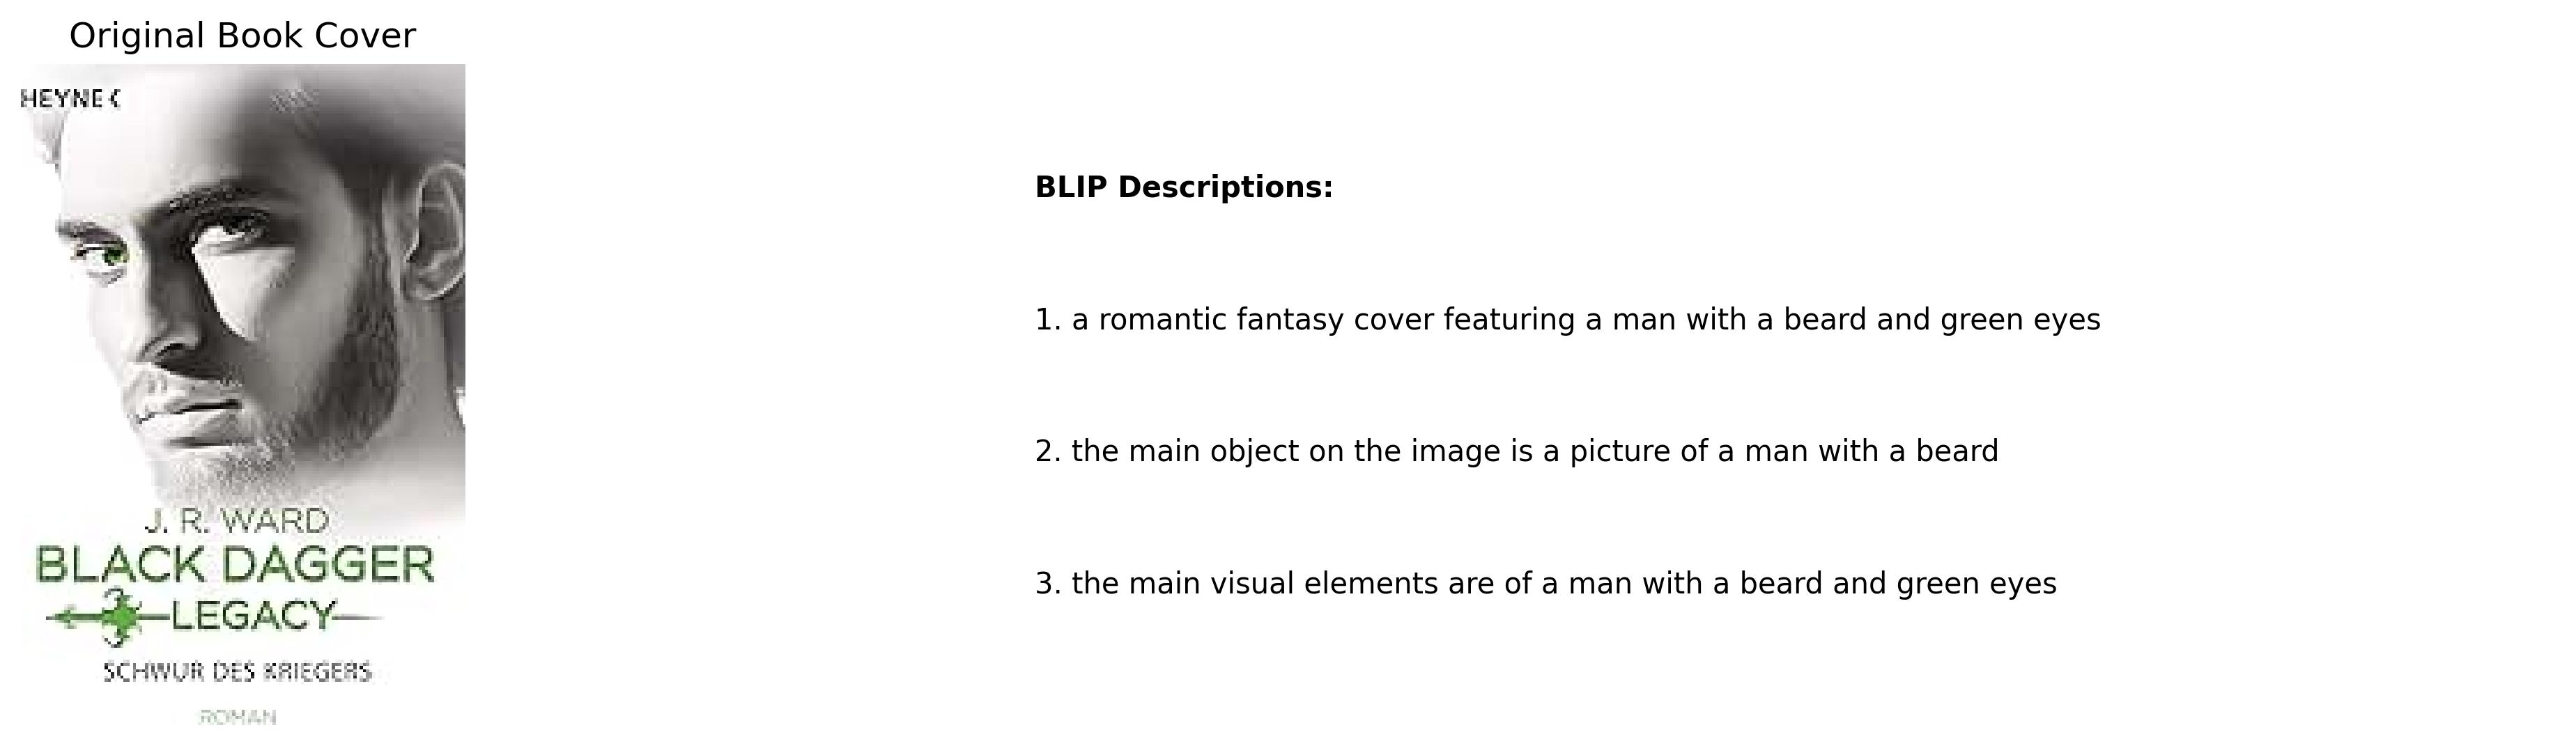 Original Book Cover
HEYNE <
J. R. WARD
BLACK DAGGER
LEGACY
SCHWUR DES KRIEGERS
ROMAN
BLIP Descriptions:
1. a romantic fantasy cover featuring a man with a beard and green eyes
2. the main object on the image is a picture of a man with a beard
3. the main visual elements are of a man with a beard and green eyes